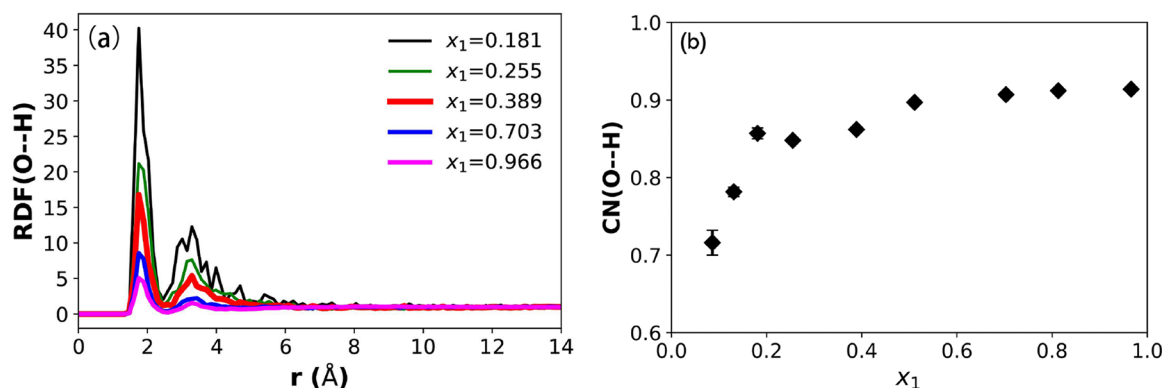 (a)
RDF(O--H)
40
35
30
25
20
15
10
5
0
0 2 4 6 8 10 12 14
r (Å)
x₁=0.181
x₁=0.255
x₁=0.389
x₁=0.703
x₁=0.966
(b)
CN(O--H)
1.0
0.9
0.8
0.7
0.6
0.0 0.2 0.4 0.6 0.8 1.0
x₁